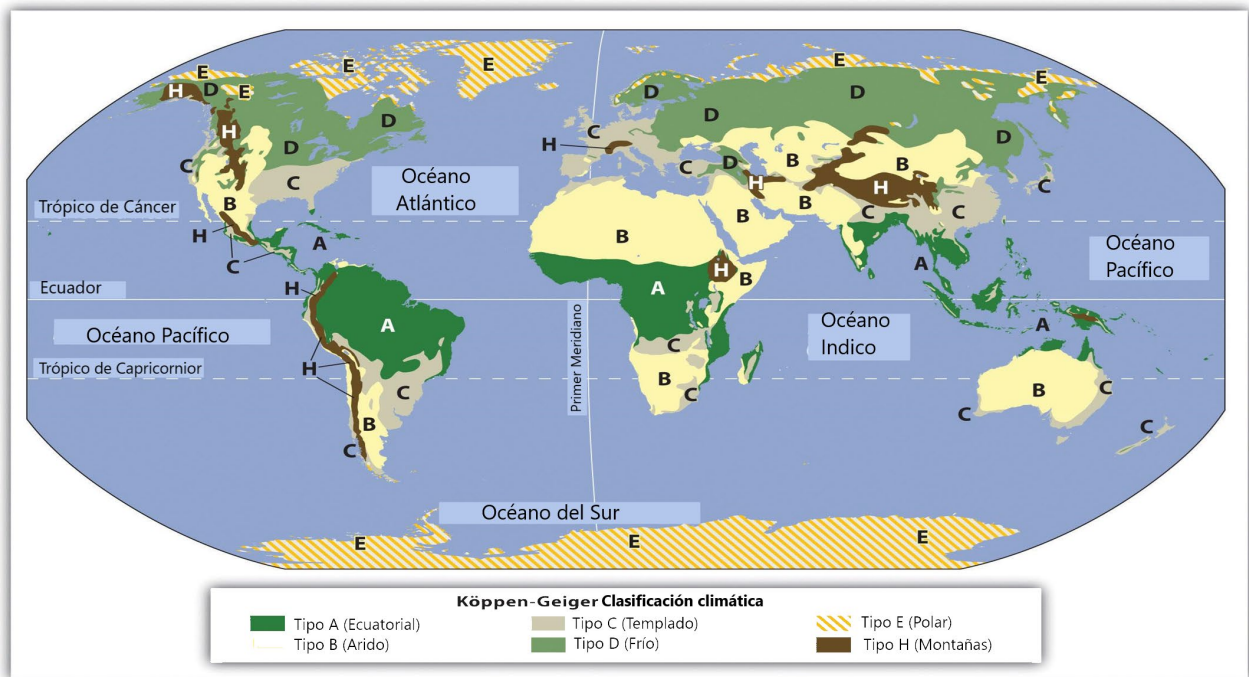 E
E
E
E
E
H
D
E
D
D
D
H
D
D
D
C
H
C
D
B
B
C
C
D
H
H
C
B
Océano
Atlántico
B
B
C
C
Trópico de Cáncer
H
C
A
B
B
H
A
Océano
Pacífico
Ecuador
H
A
A
Océano Pacífico
Primer Meridiano
Océano
Indico
A
Trópico de Capricornior
H
C
C
B
C
B
C
C
B
C
C
Océano del Sur
E
E
E
Köppen-Geiger Clasificación climática
Tipo A (Ecuatorial)
Tipo C (Templado)
Tipo E (Polar)
Tipo B (Arido)
Tipo D (Frío)
Tipo H (Montañas)